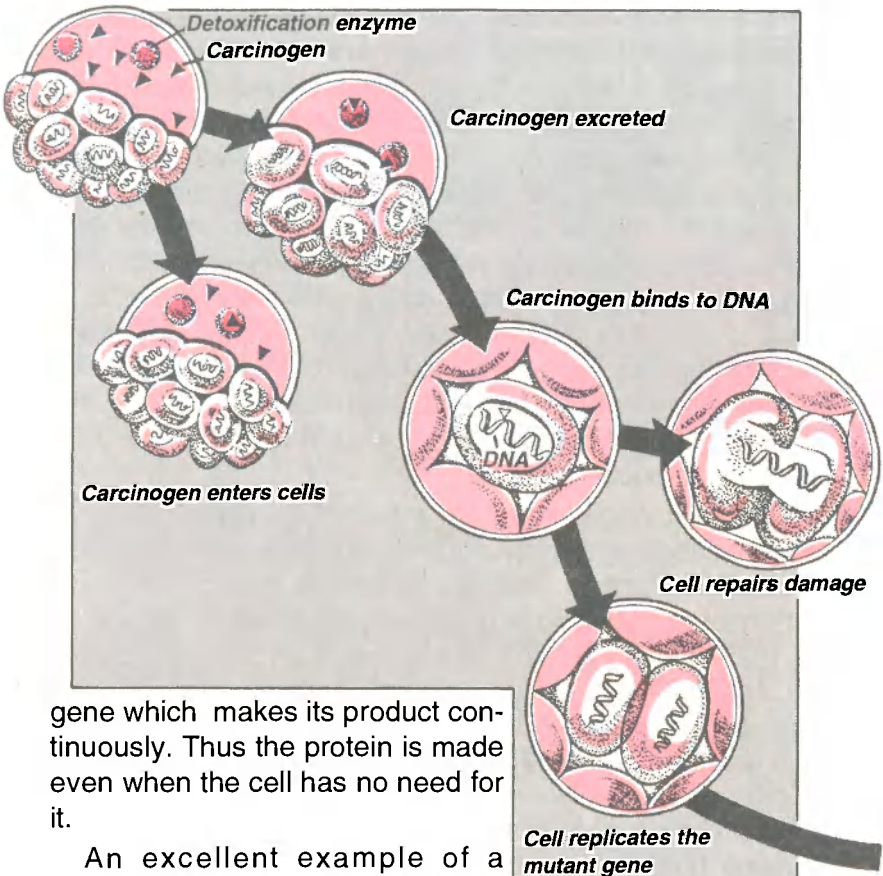 Detoxification enzyme
Carcinogen
Carcinogen excreted
Carcinogen binds to DNA
DNA
Carcinogen enters cells
Cell repairs damage
gene which makes its product con-
tinuously. Thus the protein is made
even when the cell has no need for
it.
An excellent example of a
Cell replicates the
mutant gene